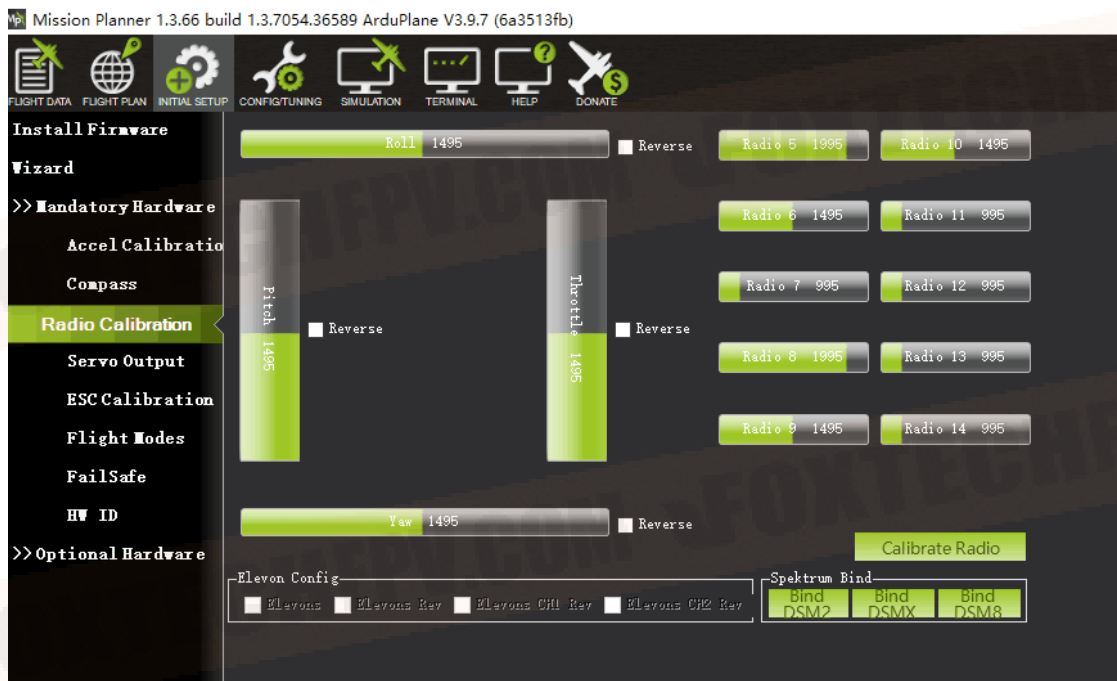 Mission Planner 1.3.66 build 1.3.7054.36589 ArduPlane V3.9.7 (6a3513fb)
FLIGHT DATA FLIGHT PLAN INITIAL SETUP CONFIG/TUNING SIMULATION TERMINAL HELP DONATE
Install Firmware
Wizard
>> Mandatory Hardware
Accel Calibratio
Compass
Radio Calibration
Servo Output
ESC Calibration
Flight Modes
FailSafe
HW ID
>> Optional Hardware
Roll 1495
Reverse
Pitch 1495
Reverse
Throttle 1495
Reverse
Yaw 1495
Reverse
Radio 5 1995
Radio 10 1495
Radio 6 1495
Radio 11 995
Radio 7 995
Radio 12 995
Radio 8 1995
Radio 13 995
Radio 9 1495
Radio 14 995
Calibrate Radio
Elevon Config
Elevons Elevons Rev Elevons CH1 Rev Elevons CH2 Rev
Spektrum Bind
Bind DSM2
Bind DSMX
Bind DSM8